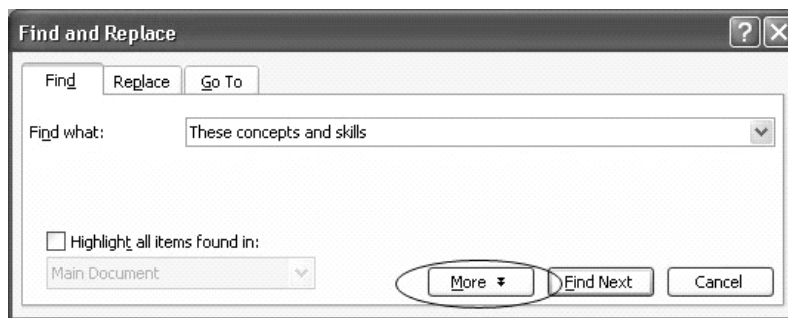 Find and Replace
Find Replace Go To
Find what: These concepts and skills
Highlight all items found in:
Main Document
More Find Next Cancel